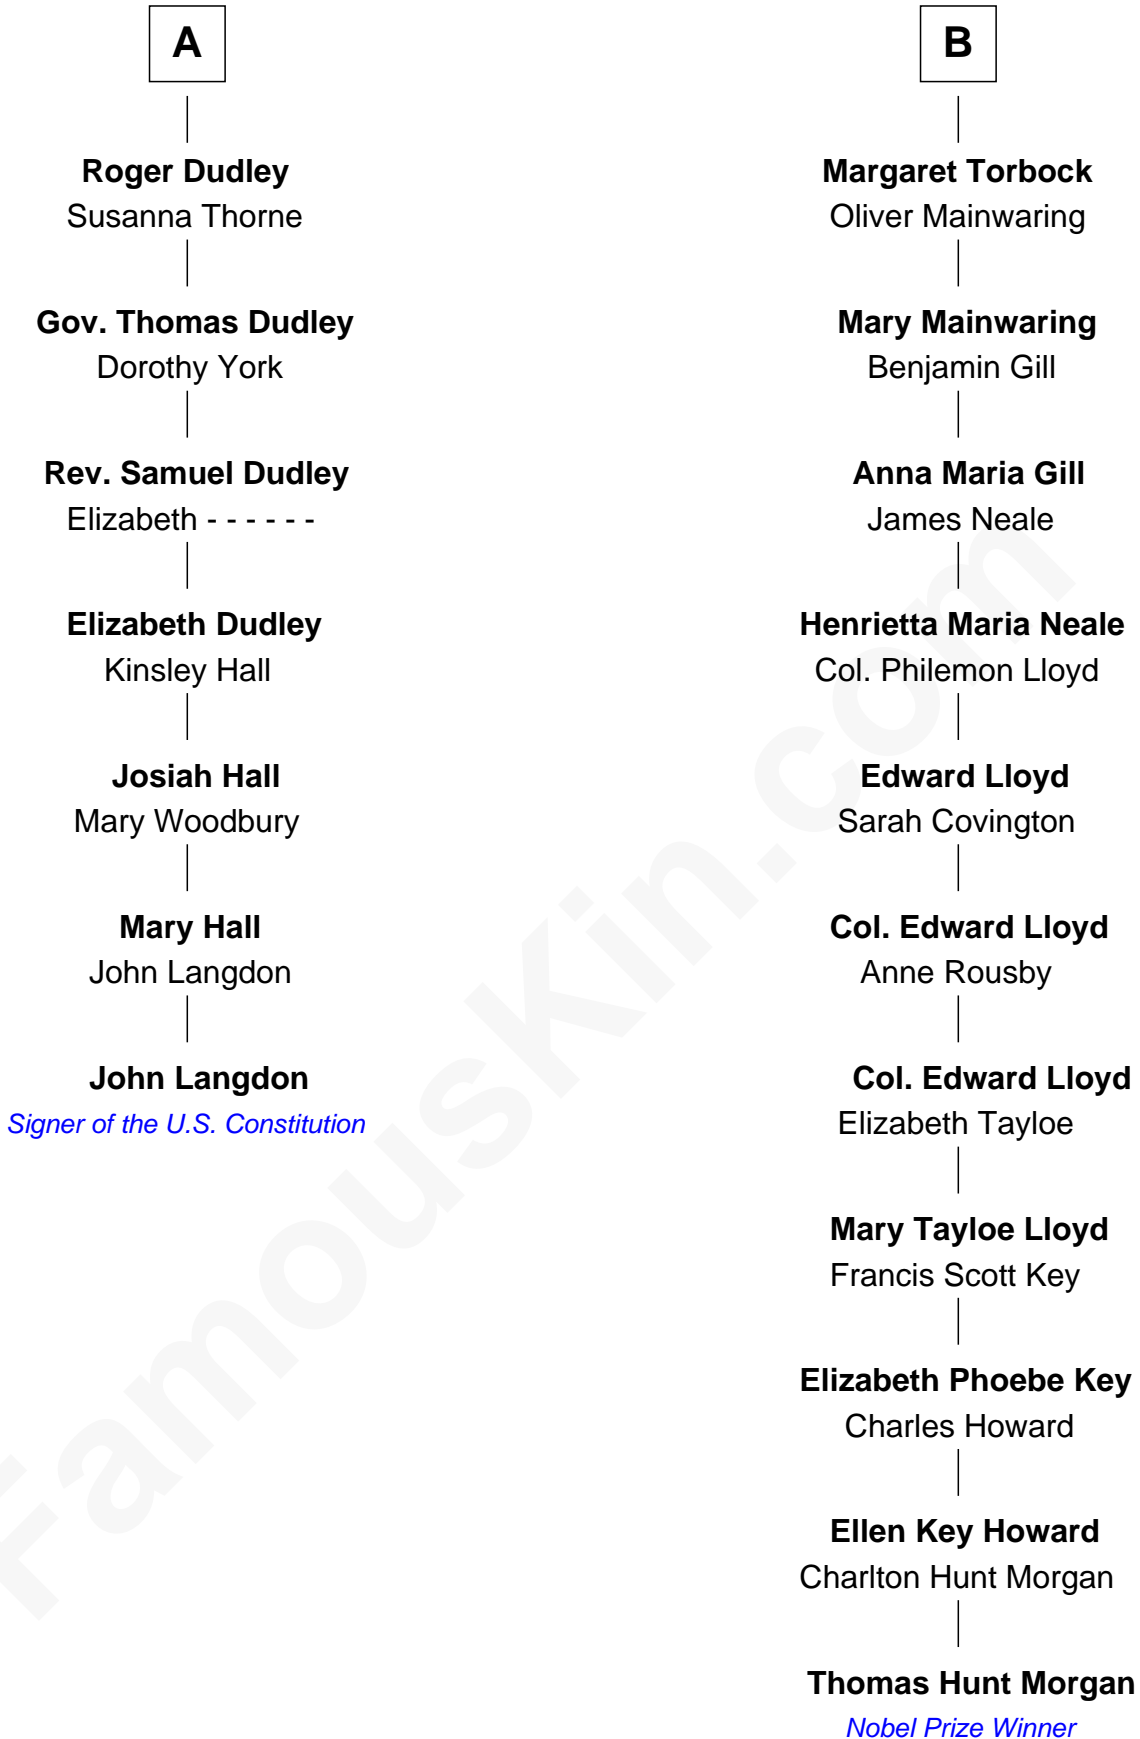 A
Roger Dudley
Susanna Thorne
Gov. Thomas Dudley
Dorothy York
Rev. Samuel Dudley
Elizabeth - - - - - -
Elizabeth Dudley
Kinsley Hall
Josiah Hall
Mary Woodbury
Mary Hall
John Langdon
John Langdon
Signer of the U.S. Constitution
B
Margaret Torbock
Oliver Mainwaring
Mary Mainwaring
Benjamin Gill
Anna Maria Gill
James Neale
Henrietta Maria Neale
Col. Philemon Lloyd
Edward Lloyd
Sarah Covington
Col. Edward Lloyd
Anne Rousby
Col. Edward Lloyd
Elizabeth Tayloe
Mary Tayloe Lloyd
Francis Scott Key
Elizabeth Phoebe Key
Charles Howard
Ellen Key Howard
Charlton Hunt Morgan
Thomas Hunt Morgan
Nobel Prize Winner
FamousKin.com